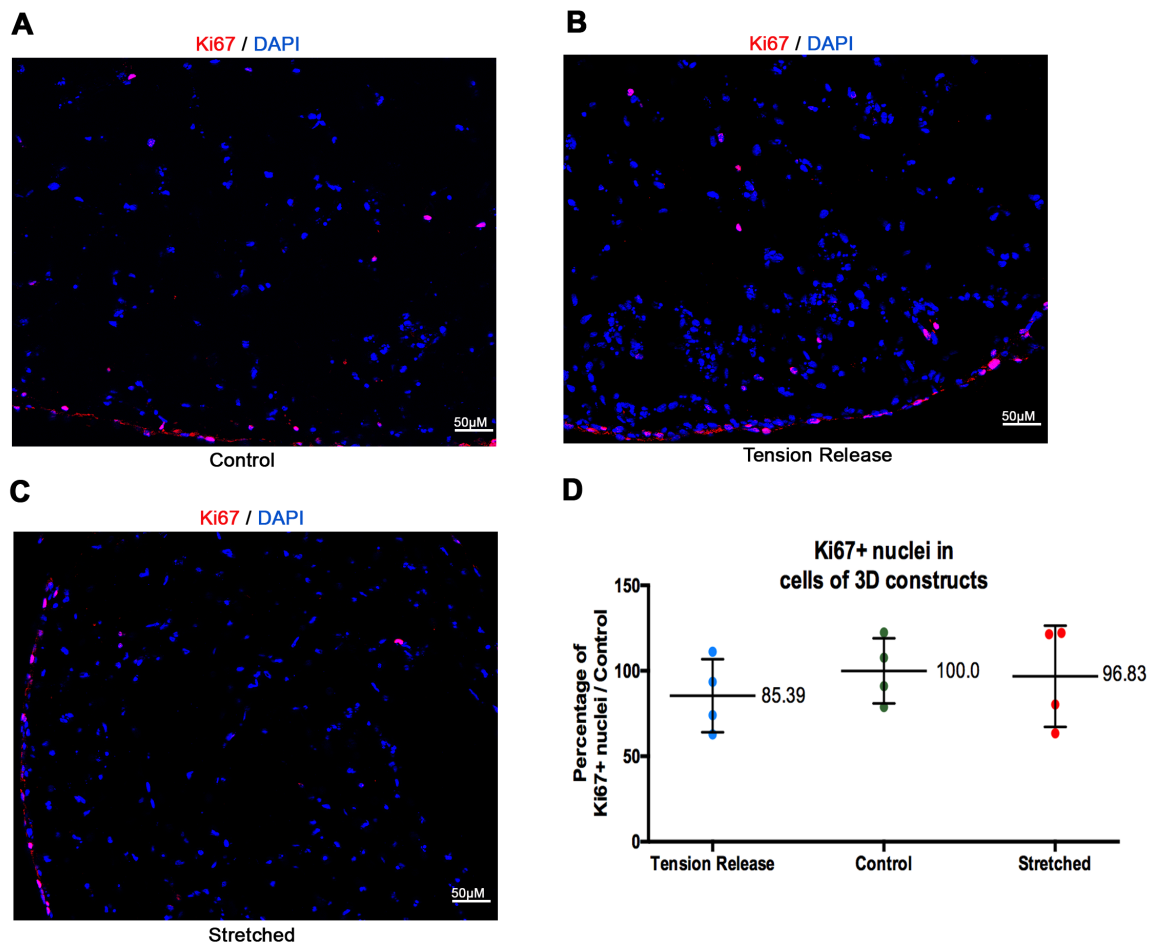 A
Ki67 / DAPI
50µM
Control
B
Ki67 / DAPI
50µM
Tension Release
C
Ki67 / DAPI
50µM
Stretched
D
Ki67+ nuclei in
cells of 3D constructs
Percentage of
Ki67+ nuclei / Control
150
100
50
0
85.39
100.0
96.83
Tension Release
Control
Stretched